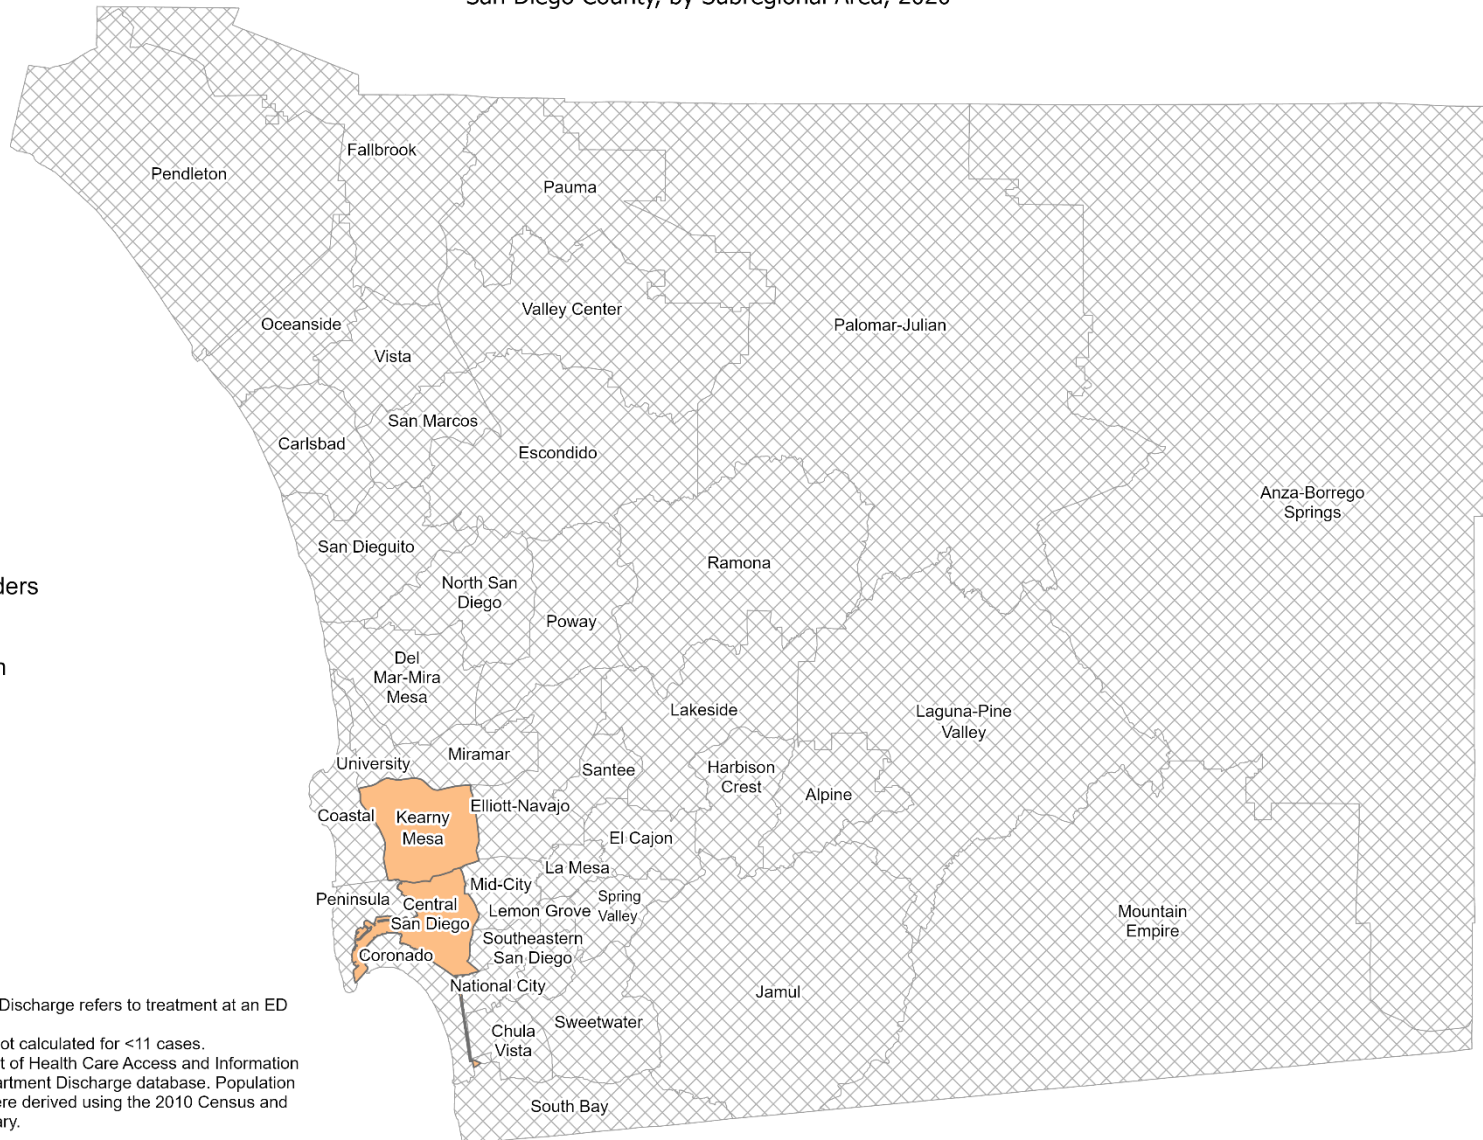 San Diego County, by Subregional Area, 2020
Fallbrook
Pendleton
Pauma
Valley Center
Oceanside
Palomar-Julian
Vista
San Marcos
Carlsbad
Escondido
Anza-Borrego
Springs
San Dieguito
Ramona
North San
Diego
ders
Poway
n
Del
Mar-Mira
Mesa
Lakeside
Laguna-Pine
Valley
Miramar
University
Santee
Harbison
Crest
Alpine
Elliott-Navajo
Coastal
Kearny
Mesa
El Cajon
La Mesa
Mid-City
Peninsula
Central
San Diego
Lemon Grove
Spring
Valley
Mountain
Empire
Southeastern
San Diego
Coronado
National City
Jamul
Discharge refers to treatment at an ED
Sweetwater
Chula
Vista
ot calculated for <11 cases.
t of Health Care Access and Information
artment Discharge database. Population
ere derived using the 2010 Census and
ary.
South Bay